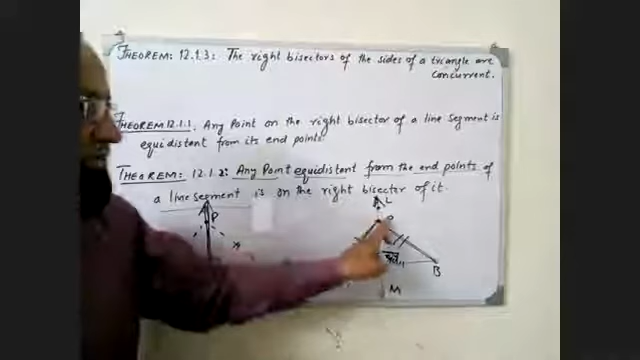 THEOREM: 12.1.3: The right bisectors of the sides of a triangle are
concurrent.
THEOREM 12.1.1. Any Point on the right bisector of a line segment is
equidistant from its end points.
THEOREM: 12.1.2: Any Point equidistant from the end points of
a line segment is on the right bisector of it.
L
P
B
M